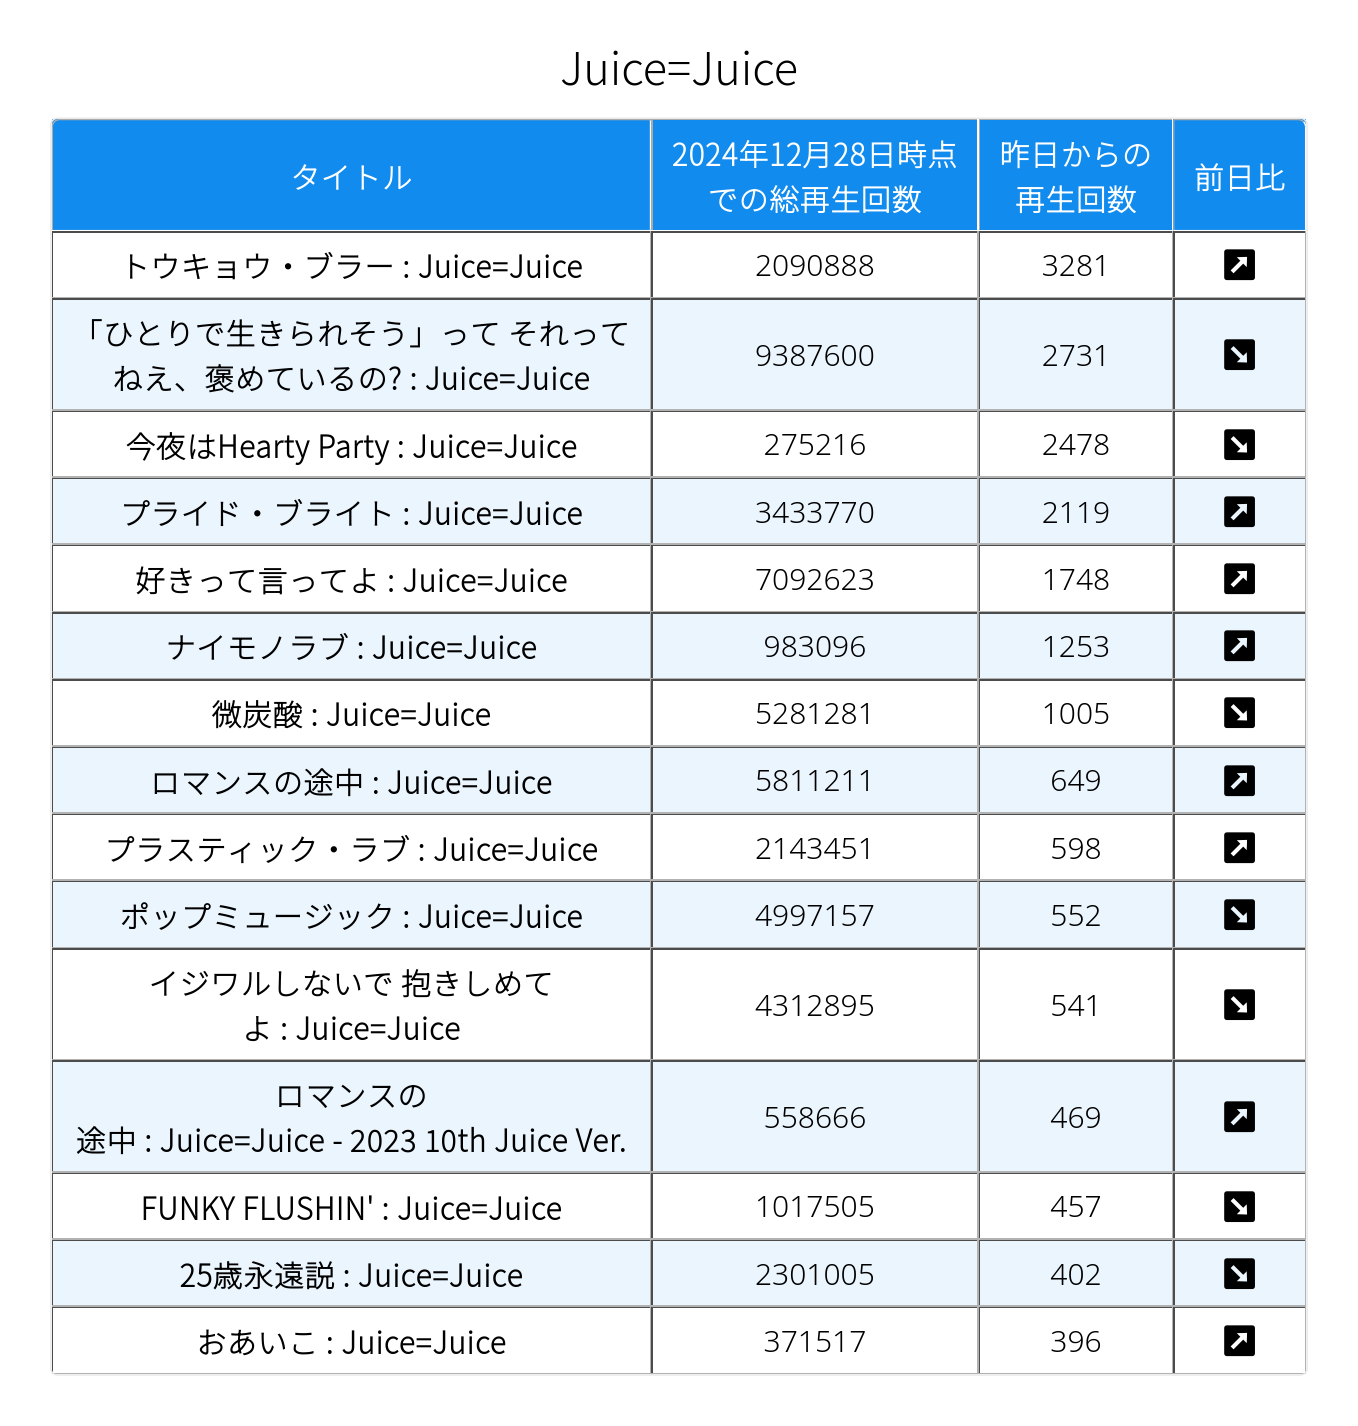 Juice=Juice
タイトル
2024年12月28日時点
での総再生回数
昨日からの
再生回数
前日比
トウキョウ・ブラー : Juice=Juice
2090888
3281
「ひとりで生きられそう」って それって
ねえ、褒めているの? : Juice=Juice
9387600
2731
今夜はHearty Party : Juice=Juice
275216
2478
プライド・ブライト : Juice=Juice
3433770
2119
好きって言ってよ : Juice=Juice
7092623
1748
ナイモノラブ : Juice=Juice
983096
1253
微炭酸 : Juice=Juice
5281281
1005
ロマンスの途中 : Juice=Juice
5811211
649
プラスティック・ラブ : Juice=Juice
2143451
598
ポップミュージック : Juice=Juice
4997157
552
イジワルしないで 抱きしめて
よ : Juice=Juice
4312895
541
ロマンスの
途中 : Juice=Juice - 2023 10th Juice Ver.
558666
469
FUNKY FLUSHIN' : Juice=Juice
1017505
457
25歳永遠説 : Juice=Juice
2301005
402
おあいこ : Juice=Juice
371517
396